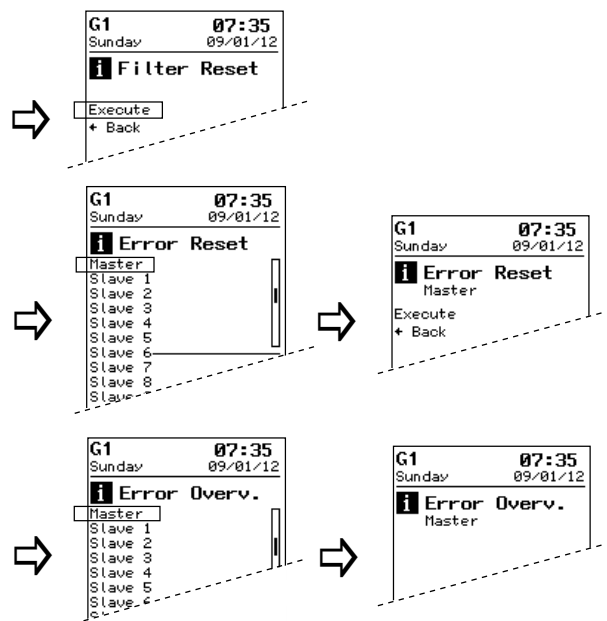 G1 07:35
Sunday 09/01/12
i Filter Reset
Execute
← Back
G1 07:35
Sunday 09/01/12
i Error Reset
Master
Slave 1
Slave 2
Slave 3
Slave 4
Slave 5
Slave 6
Slave 7
Slave 8
Slave
G1 07:35
Sunday 09/01/12
i Error Reset
Master
Execute
← Back
G1 07:35
Sunday 09/01/12
i Error Overv.
Master
Slave 1
Slave 2
Slave 3
Slave 4
Slave 5
Slave
G1 07:35
Sunday 09/01/12
i Error Overv.
Master